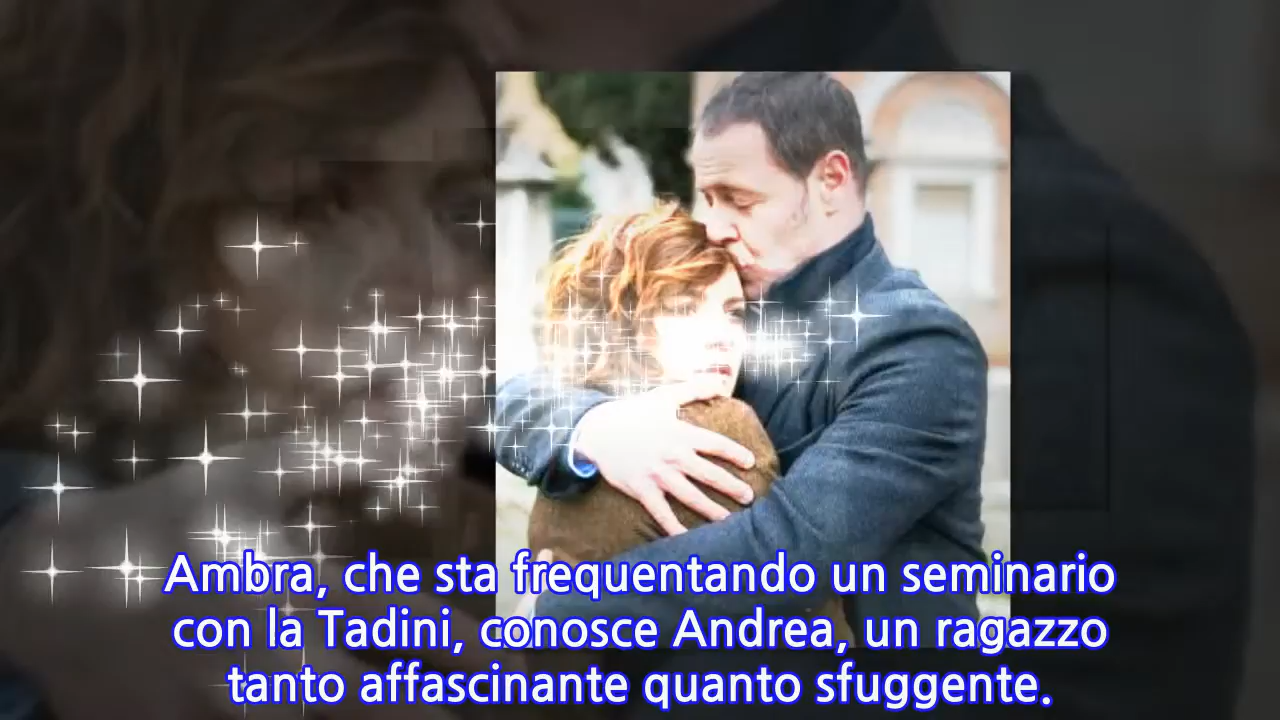 Ambra, che sta frequentando un seminario
con la Tadini, conosce Andrea, un ragazzo
tanto affascinante quanto sfuggente.